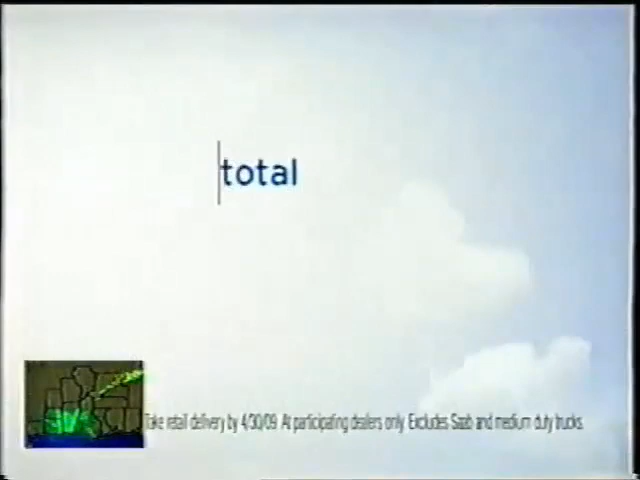 total
Take retail delivery by 4/30/09. At participating dealers only. Excludes Saab and medium duty trucks.